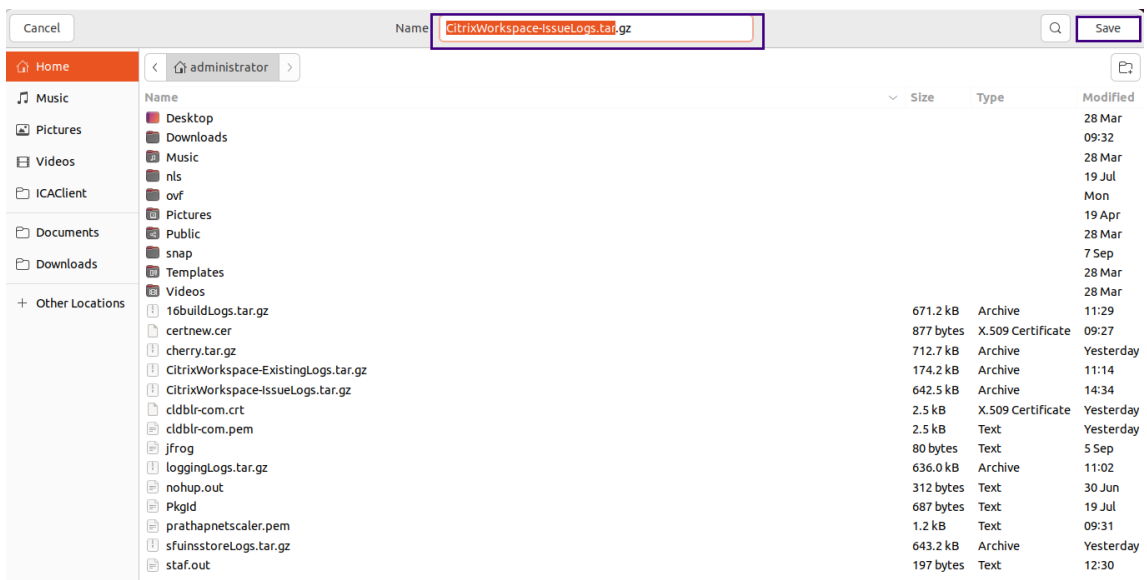 Cancel Name CitrixWorkspace-IssueLogs.tar.gz Save
Home
Music
Pictures
Videos
ICAClient
Documents
Downloads
+ Other Locations
< administrator >
Name Size Type Modified
Desktop 28 Mar
Downloads 09:32
Music 28 Mar
nls 19 Jul
ovf Mon
Pictures 19 Apr
Public 28 Mar
snap 7 Sep
Templates 28 Mar
Videos 28 Mar
16buildLogs.tar.gz 671.2 kB Archive 11:29
certnew.cer 877 bytes X.509 Certificate 09:27
cherry.tar.gz 712.7 kB Archive Yesterday
CitrixWorkspace-ExistingLogs.tar.gz 174.2 kB Archive 11:14
CitrixWorkspace-IssueLogs.tar.gz 642.5 kB Archive 14:34
cldblr-com.crt 2.5 kB X.509 Certificate Yesterday
cldblr-com.pem 2.5 kB Text Yesterday
jfrog 80 bytes Text 5 Sep
loggingLogs.tar.gz 636.0 kB Archive 11:02
nohup.out 312 bytes Text 30 Jun
PkgId 687 bytes Text 19 Jul
prathapnetscaler.pem 1.2 kB Text 09:31
sfuinsstoreLogs.tar.gz 643.2 kB Archive Yesterday
staf.out 197 bytes Text 12:30